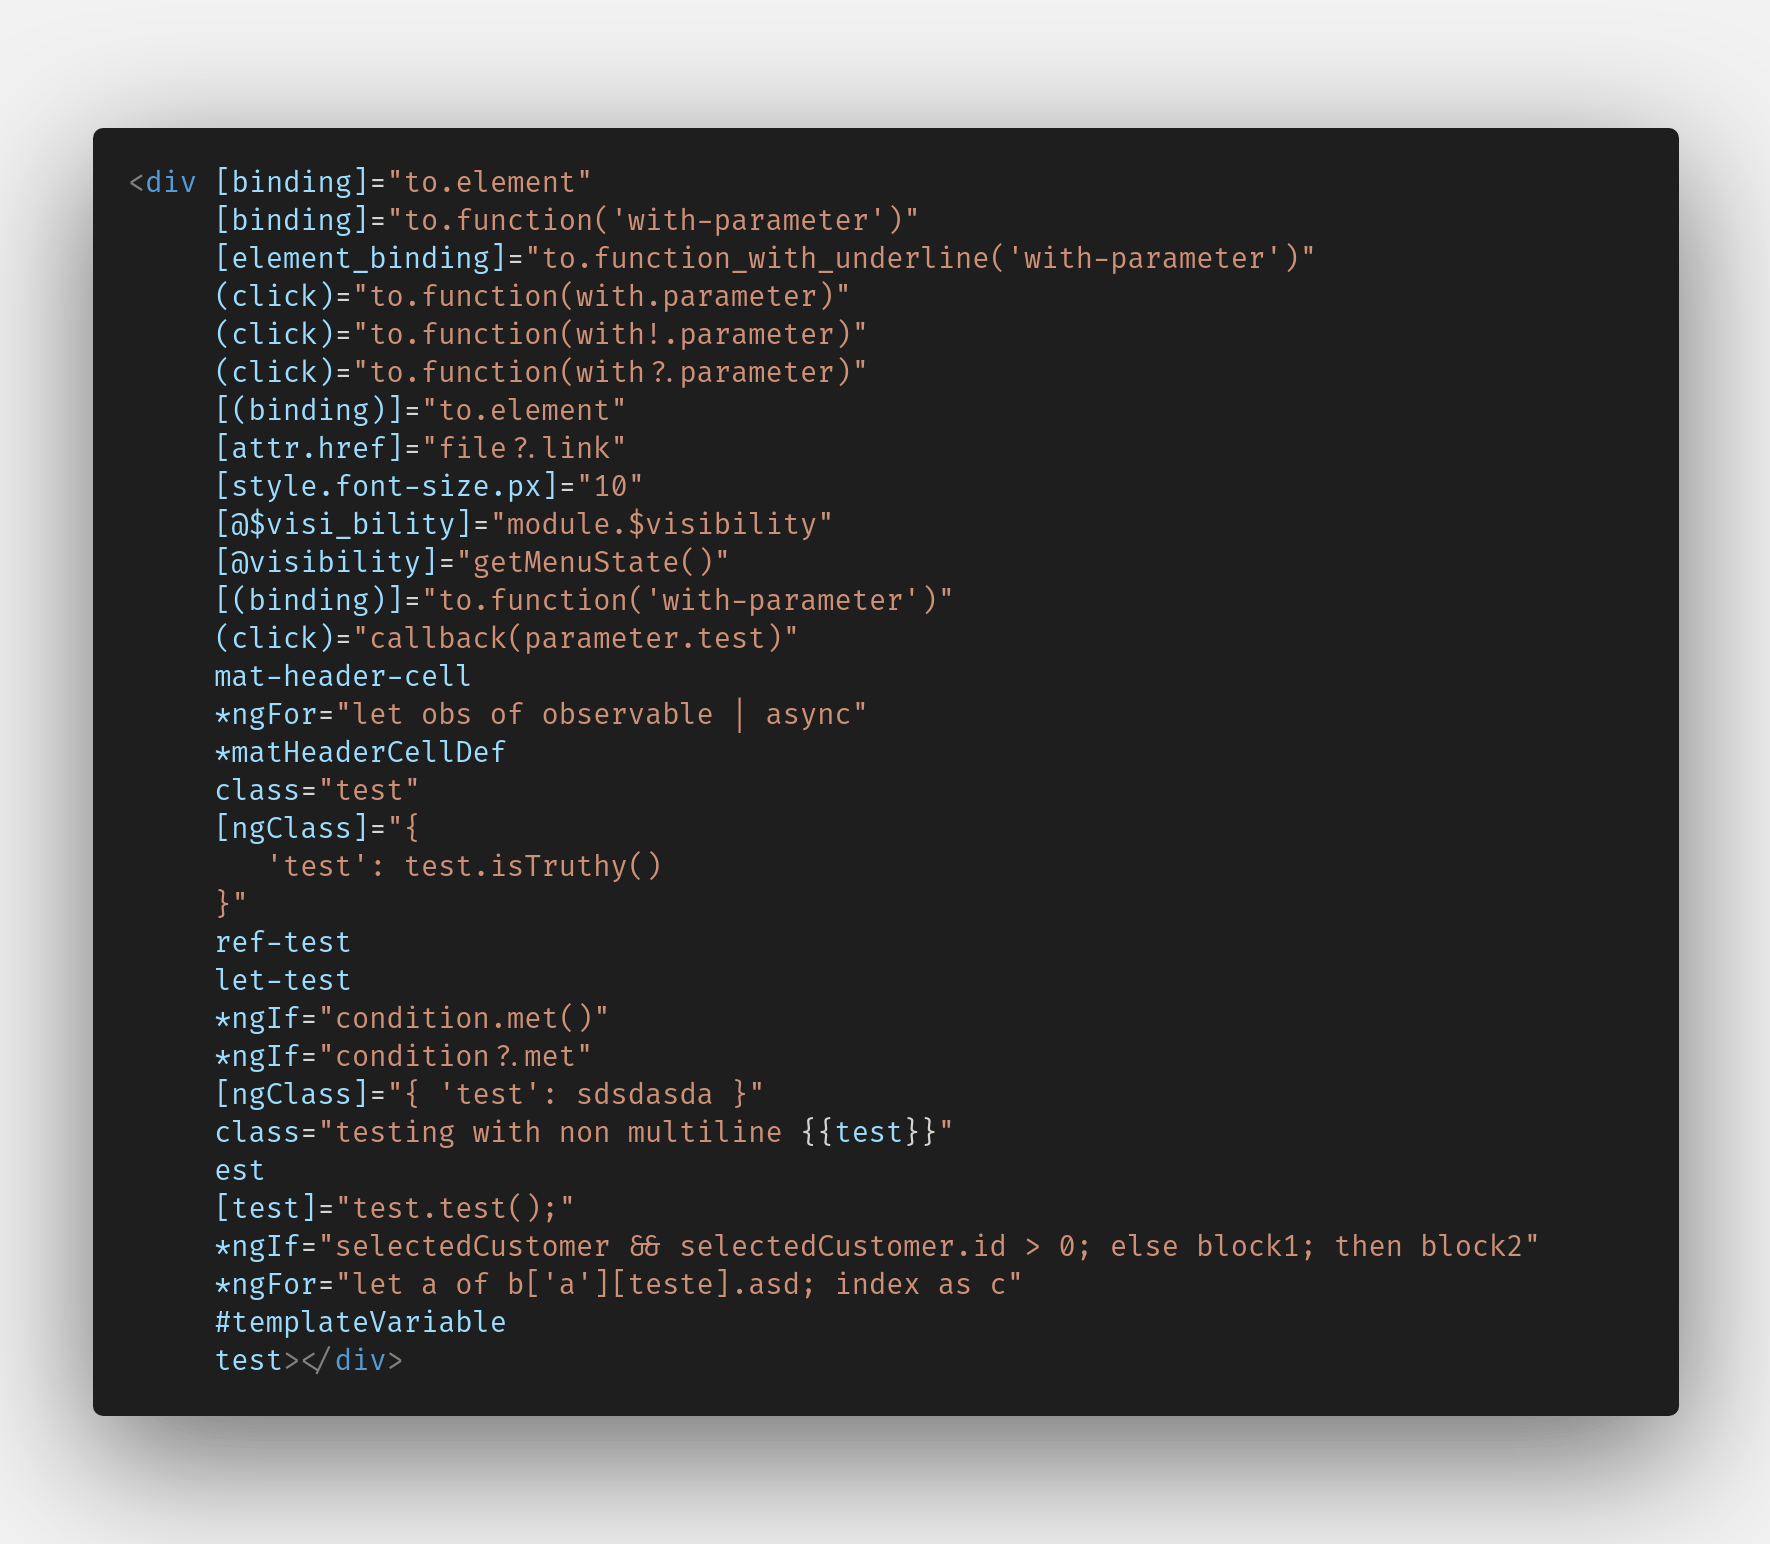 <div [binding]="to.element"
     [binding]="to.function('with-parameter')"
     [element_binding]="to.function_with_underline('with-parameter')"
     (click)="to.function(with.parameter)"
     (click)="to.function(with!.parameter)"
     (click)="to.function(with?.parameter)"
     [(binding)]="to.element"
     [attr.href]="file?.link"
     [style.font-size.px]="10"
     [@$visi_bility]="module.$visibility"
     [@visibility]="getMenuState()"
     [(binding)]="to.function('with-parameter')"
     (click)="callback(parameter.test)"
     mat-header-cell
     *ngFor="let obs of observable | async"
     *matHeaderCellDef
     class="test"
     [ngClass]="{
        'test': test.isTruthy()
     }"
     ref-test
     let-test
     *ngIf="condition.met()"
     *ngIf="condition?.met"
     [ngClass]="{ 'test': sdsdasda }"
     class="testing with non multiline {{test}}"
     est
     [test]="test.test();"
     *ngIf="selectedCustomer && selectedCustomer.id > 0; else block1; then block2"
     *ngFor="let a of b['a'][teste].asd; index as c"
     #templateVariable
     test></div>